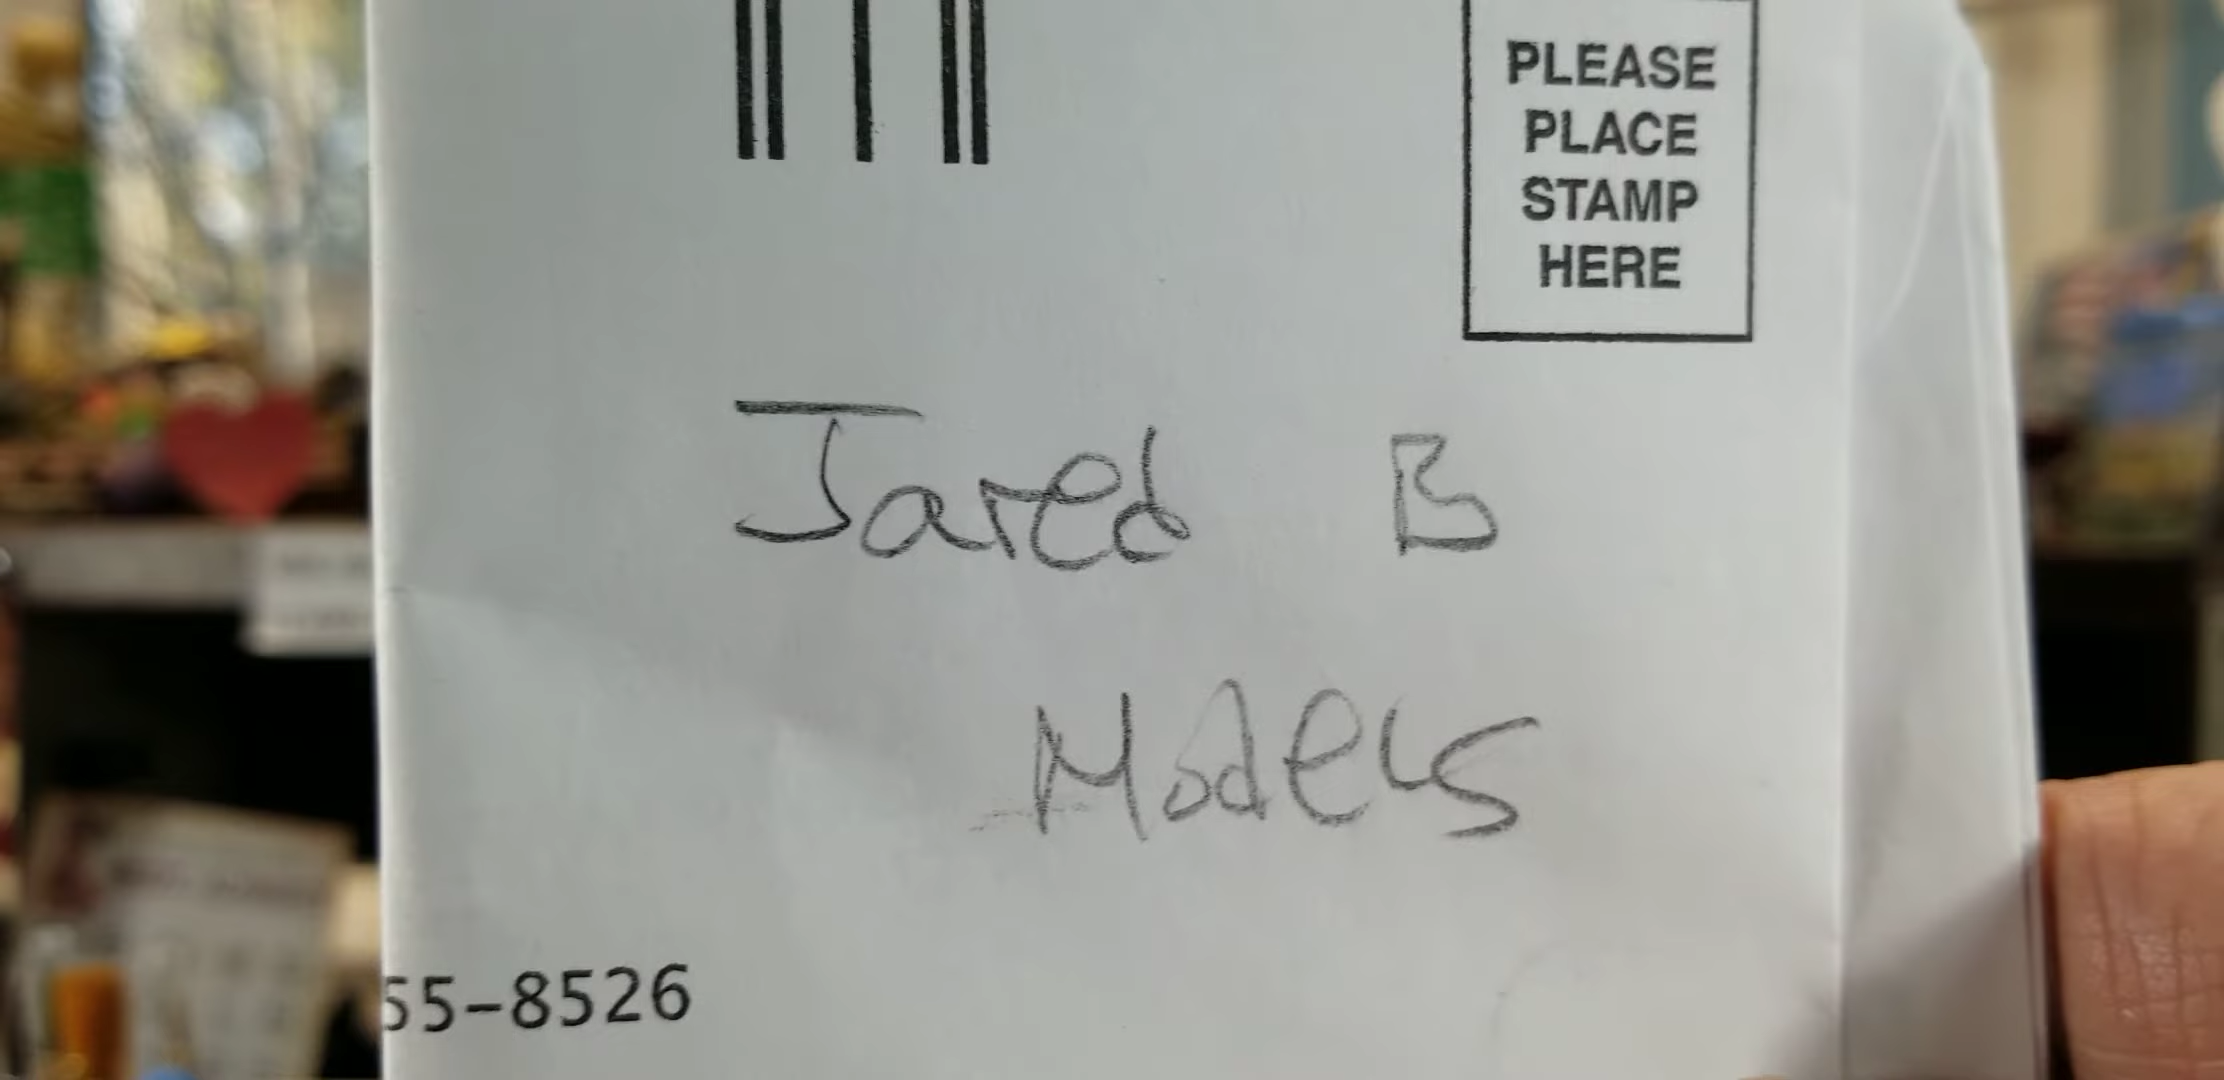 PLEASE
PLACE
STAMP
HERE
Jared B
Models
55-8526